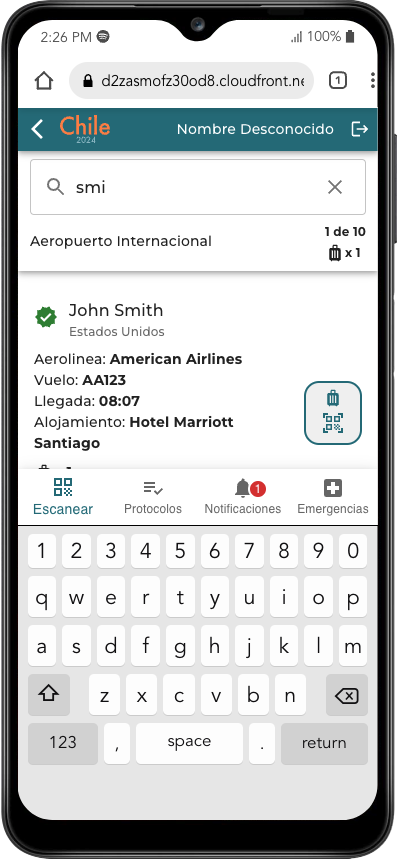 2:26 PM
100%
d2zasmofz30od8.cloudfront.ne
1
Chile
2024
Nombre Desconocido
smi
1 de 10
Aeropuerto Internacional
x 1
John Smith
Estados Unidos
Aerolinea: American Airlines
Vuelo: AA123
Llegada: 08:07
Alojamiento: Hotel Marriott
Santiago
1
Escanear
Protocolos
Notificaciones
Emergencias
1 2 3 4 5 6 7 8 9 0
q w e r t y u i o p
a s d f g h j k l m
z x c v b n
123 , space . return